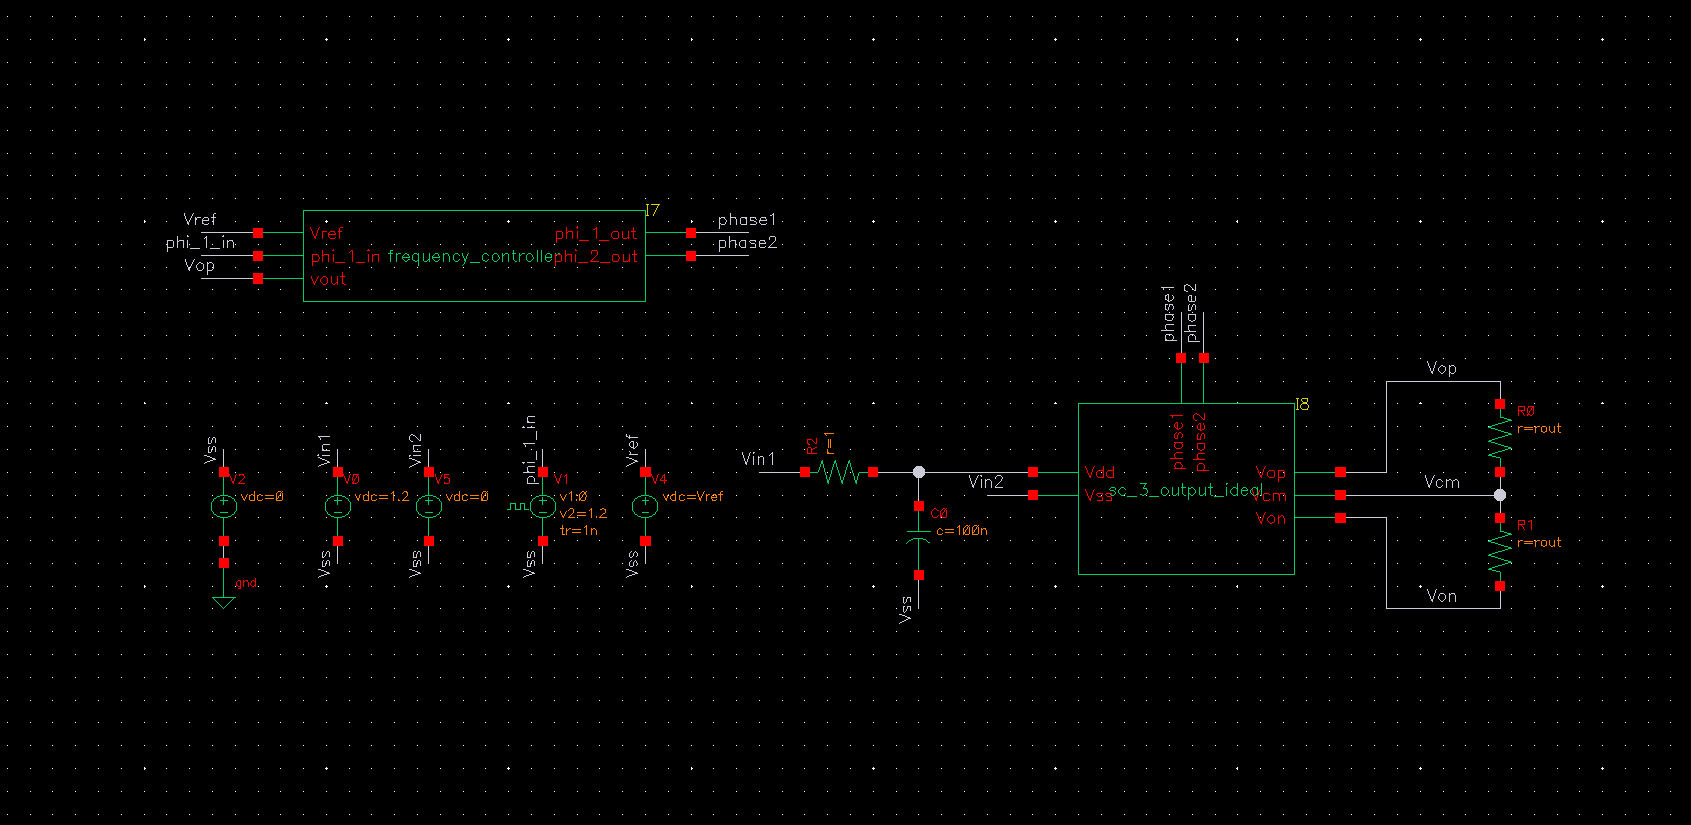 I7
Vref
phi_1_in
Vop
Vref
phi_1_in
vout
frequency_controller
phi_1_out
phi_2_out
phase1
phase2
Vss
V2
vdc=0
gnd
Vin1
V0
vdc=1.2
Vss
Vin2
V5
vdc=0
Vss
phi_1_in
V1
v1:0
v2=1.2
tr=1n
Vss
Vref
V4
vdc=Vref
Vss
Vin1
R2
r=1
C0
c=100n
Vss
Vin2
phase1
phase2
I8
phase1
phase2
Vdd
Vss
sc_3_output_ideal
Vop
Vcm
Von
Vop
Vcm
Von
R0
r=rout
R1
r=rout